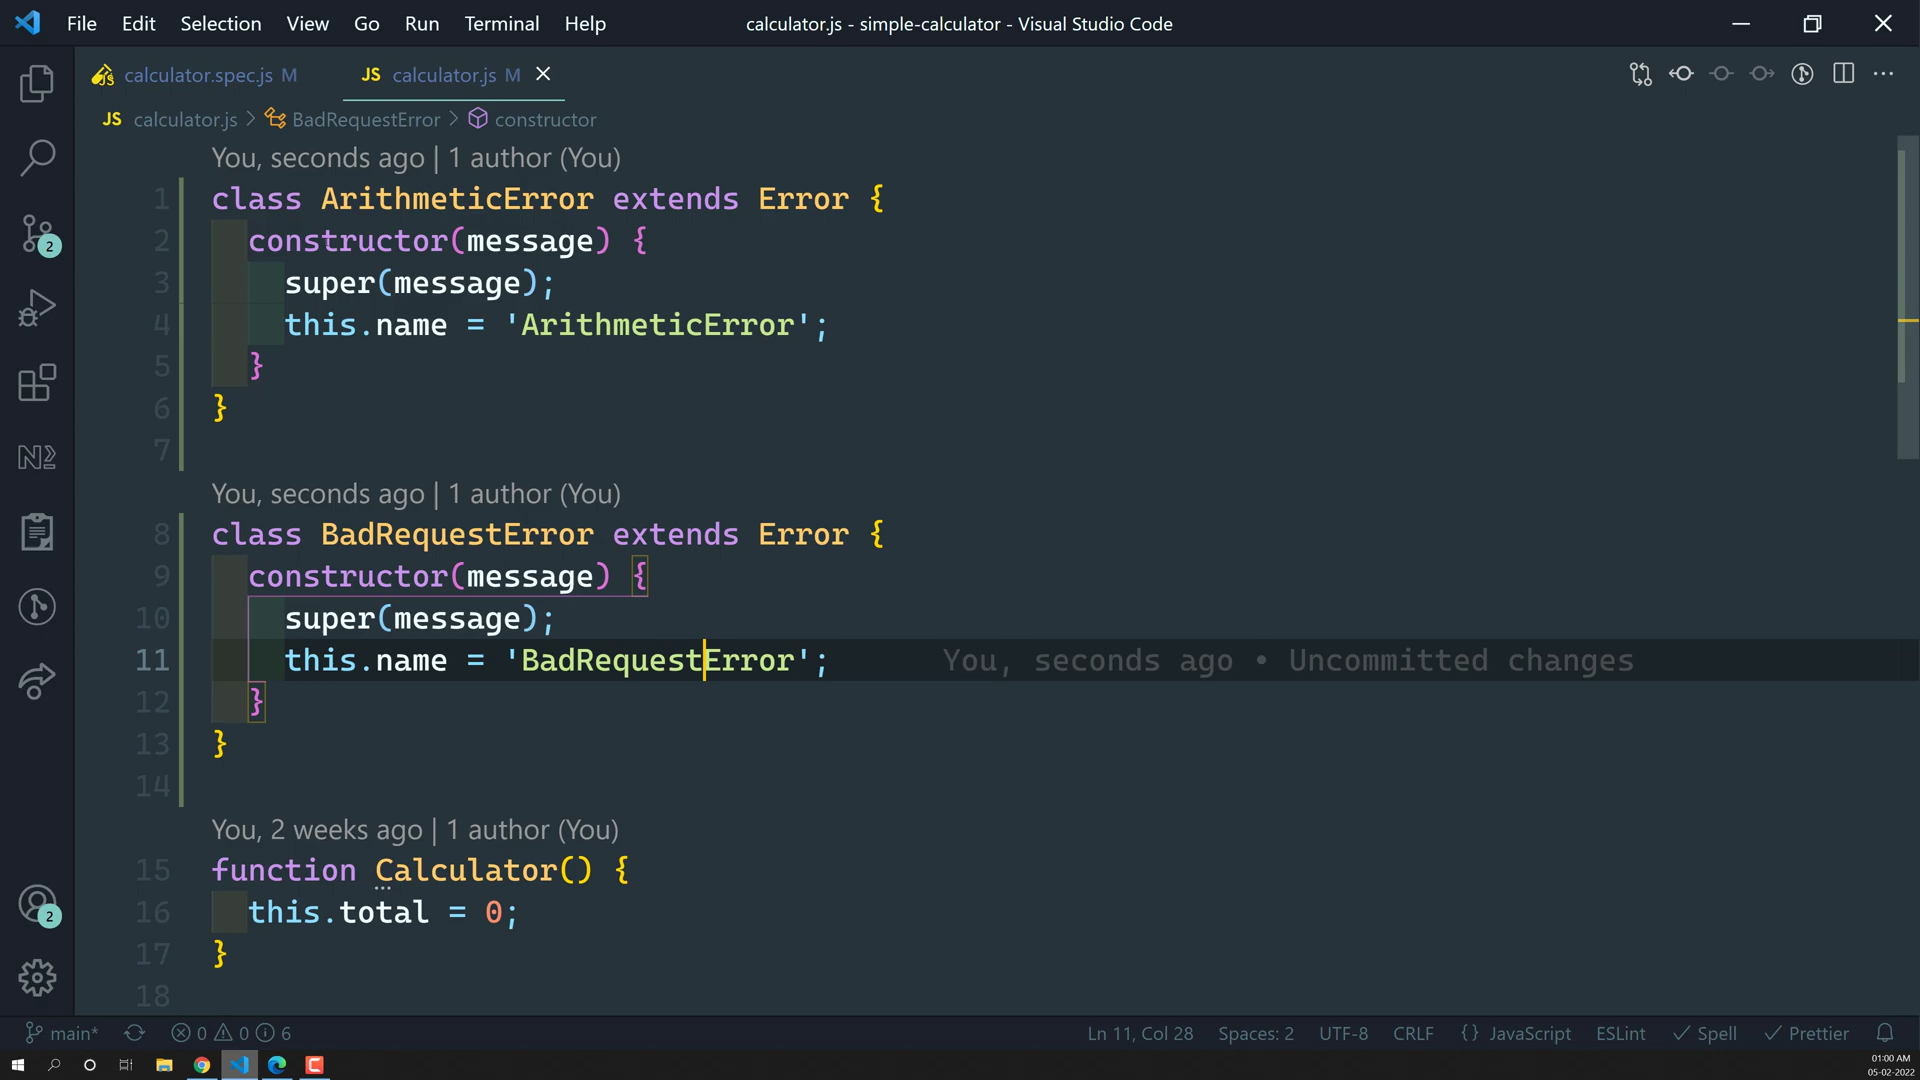 File Edit Selection View Go Run Terminal Help calculator.js - simple-calculator - Visual Studio Code
calculator.spec.js M JS calculator.js M
JS calculator.js > BadRequestError > constructor
You, seconds ago | 1 author (You)
1 class ArithmeticError extends Error {
2 constructor(message) {
3 super(message);
4 this.name = 'ArithmeticError';
5 }
6 }
7
You, seconds ago | 1 author (You)
8 class BadRequestError extends Error {
9 constructor(message) {
10 super(message);
11 this.name = 'BadRequestError'; You, seconds ago • Uncommitted changes
12 }
13 }
14
You, 2 weeks ago | 1 author (You)
15 function Calculator() {
16 this.total = 0;
17 }
18
2
2
main* 0 0 6 Ln 11, Col 28 Spaces: 2 UTF-8 CRLF {} JavaScript ESLint Spell Prettier
01:00 AM
05-02-2022